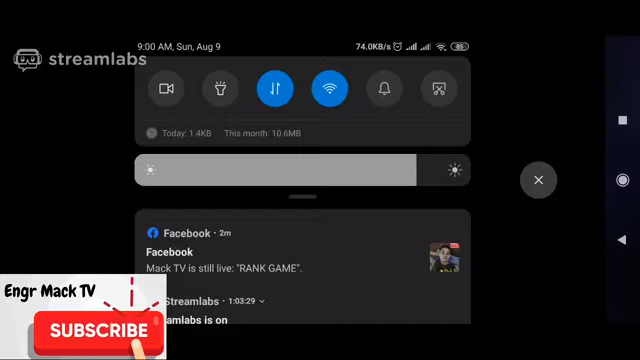 9:00 AM, Sun, Aug 9
74.0KB/s
85
streamlabs
Today: 1.4KB
This month: 10.6MB
Facebook · 2m
Facebook
Mack TV is still live: "RANK GAME".
Streamlabs · 1:03:29
amlabs is on
Engr Mack TV
SUBSCRIBE